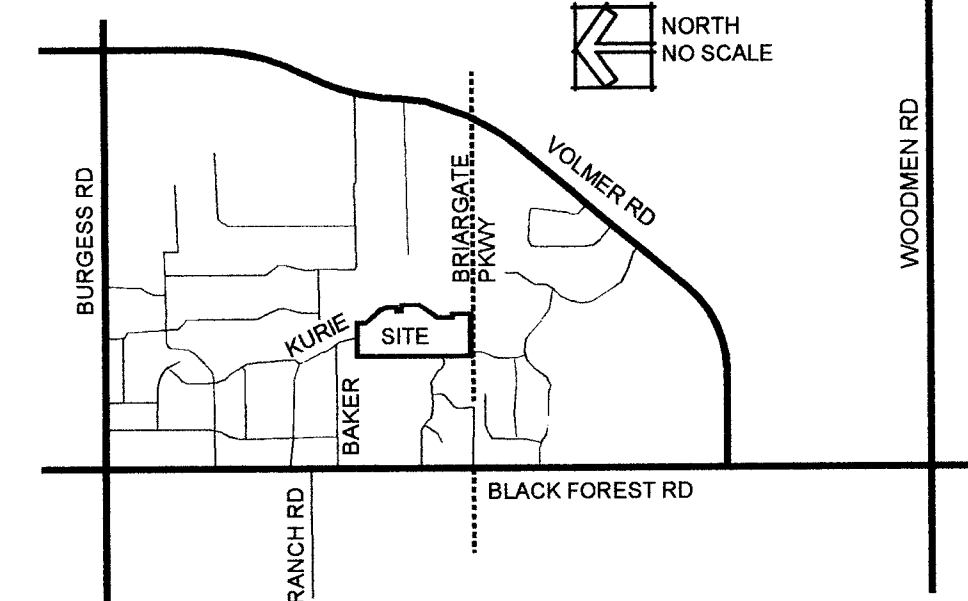 NORTH
NO SCALE
BURGESS RD
BRIARGATE
PKWY
VOLMER RD
WOODMEN RD
KURIE
SITE
BAKER
BLACK FOREST RD
RANCH RD